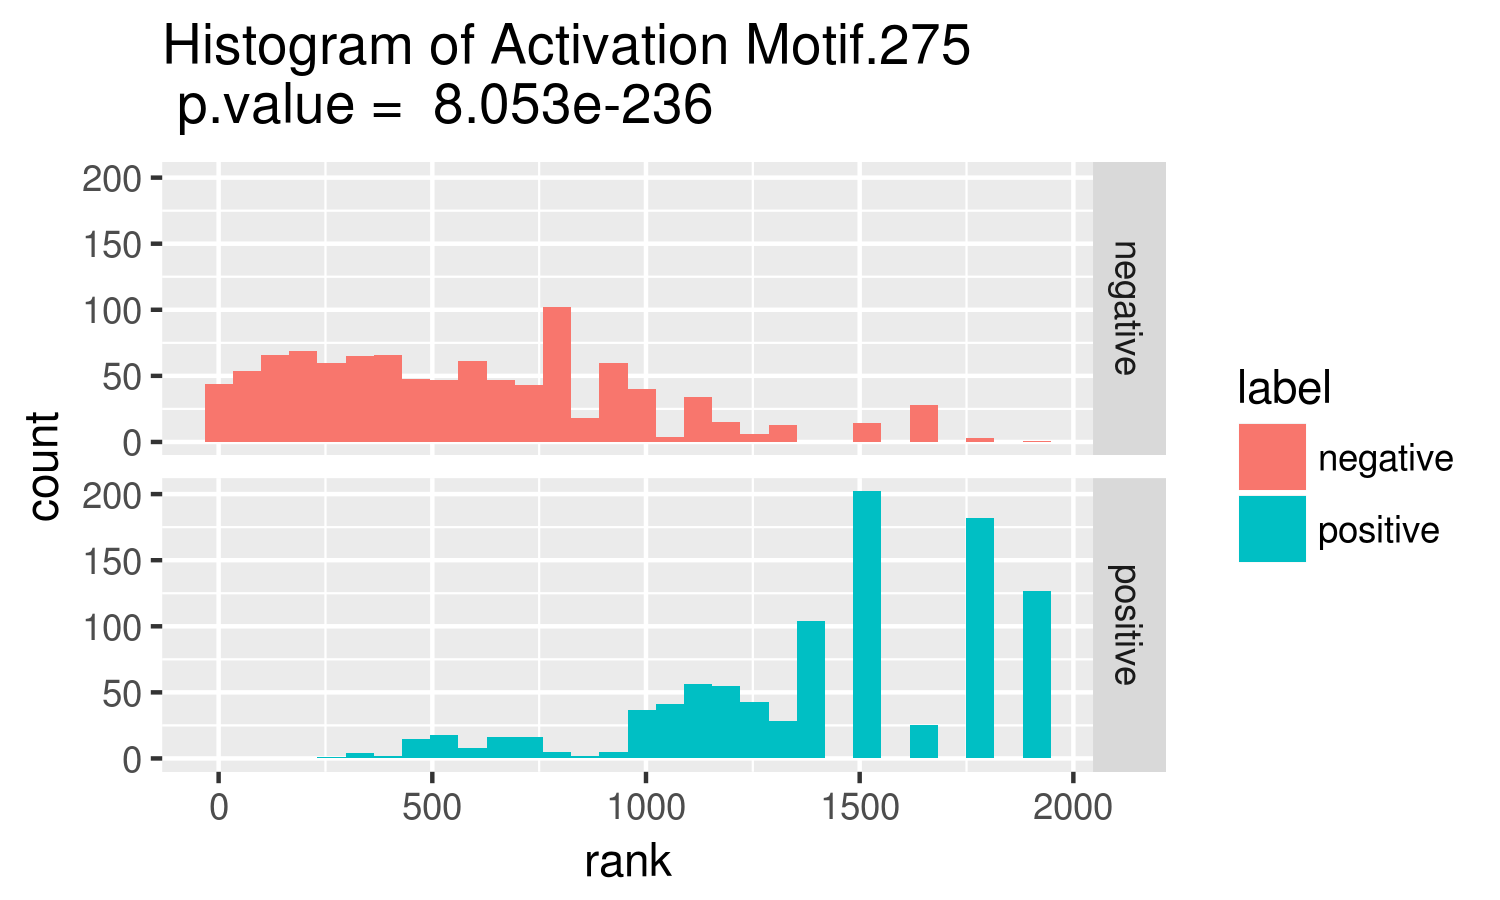 Histogram of Activation Motif.275
p.value = 8.053e-236
200
150
100
50
0
negative
200
150
100
50
0
positive
count
0 500 1000 1500 2000
rank
label
negative
positive